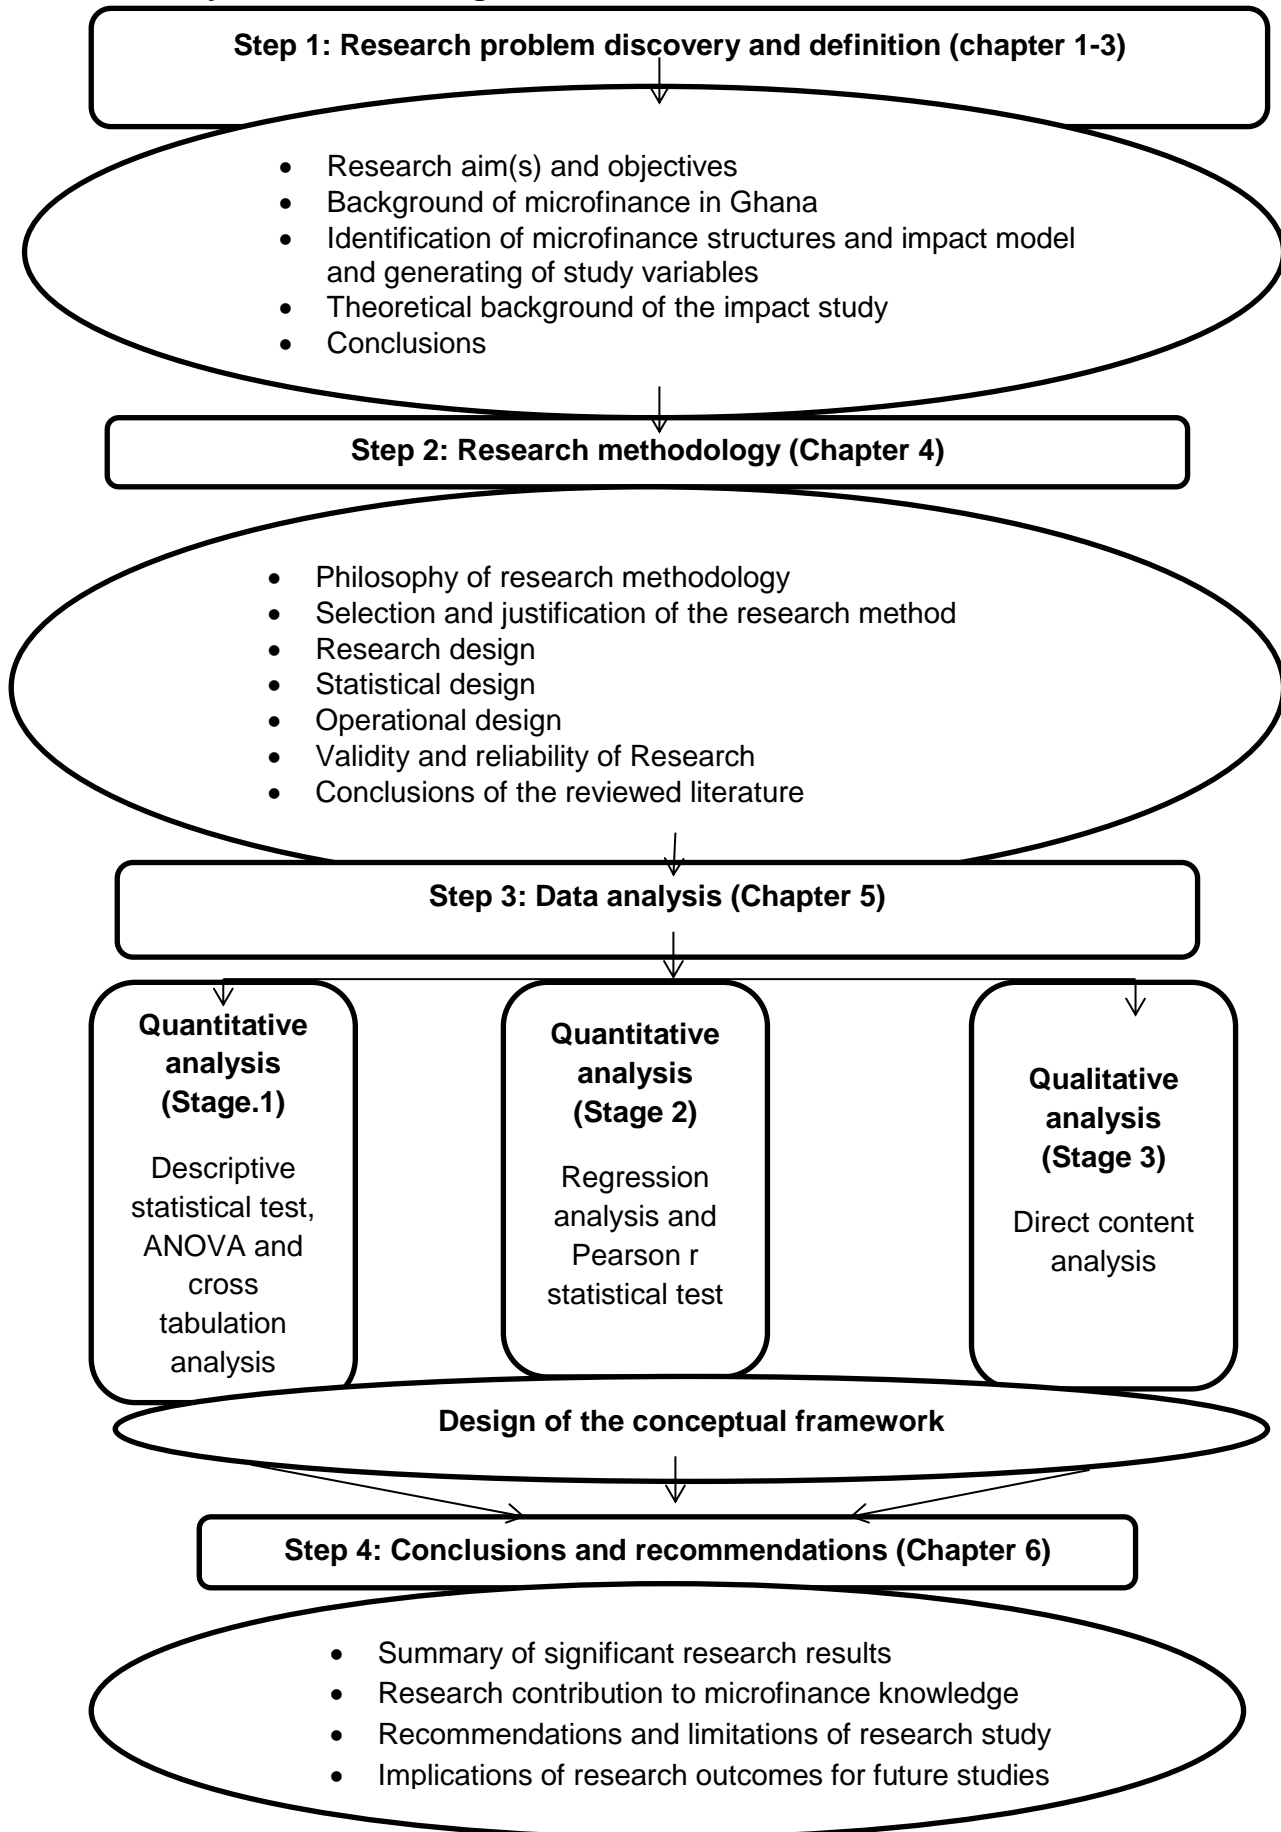 Step 1: Research problem discovery and definition (chapter 1-3)
• Research aim(s) and objectives
• Background of microfinance in Ghana
• Identification of microfinance structures and impact model
and generating of study variables
• Theoretical background of the impact study
• Conclusions
Step 2: Research methodology (Chapter 4)
• Philosophy of research methodology
• Selection and justification of the research method
• Research design
• Statistical design
• Operational design
• Validity and reliability of Research
• Conclusions of the reviewed literature
Step 3: Data analysis (Chapter 5)
Quantitative
analysis
(Stage.1)
Descriptive
statistical test,
ANOVA and
cross
tabulation
analysis
Quantitative
analysis
(Stage 2)
Regression
analysis and
Pearson r
statistical test
Qualitative
analysis
(Stage 3)
Direct content
analysis
Design of the conceptual framework
Step 4: Conclusions and recommendations (Chapter 6)
• Summary of significant research results
• Research contribution to microfinance knowledge
• Recommendations and limitations of research study
• Implications of research outcomes for future studies